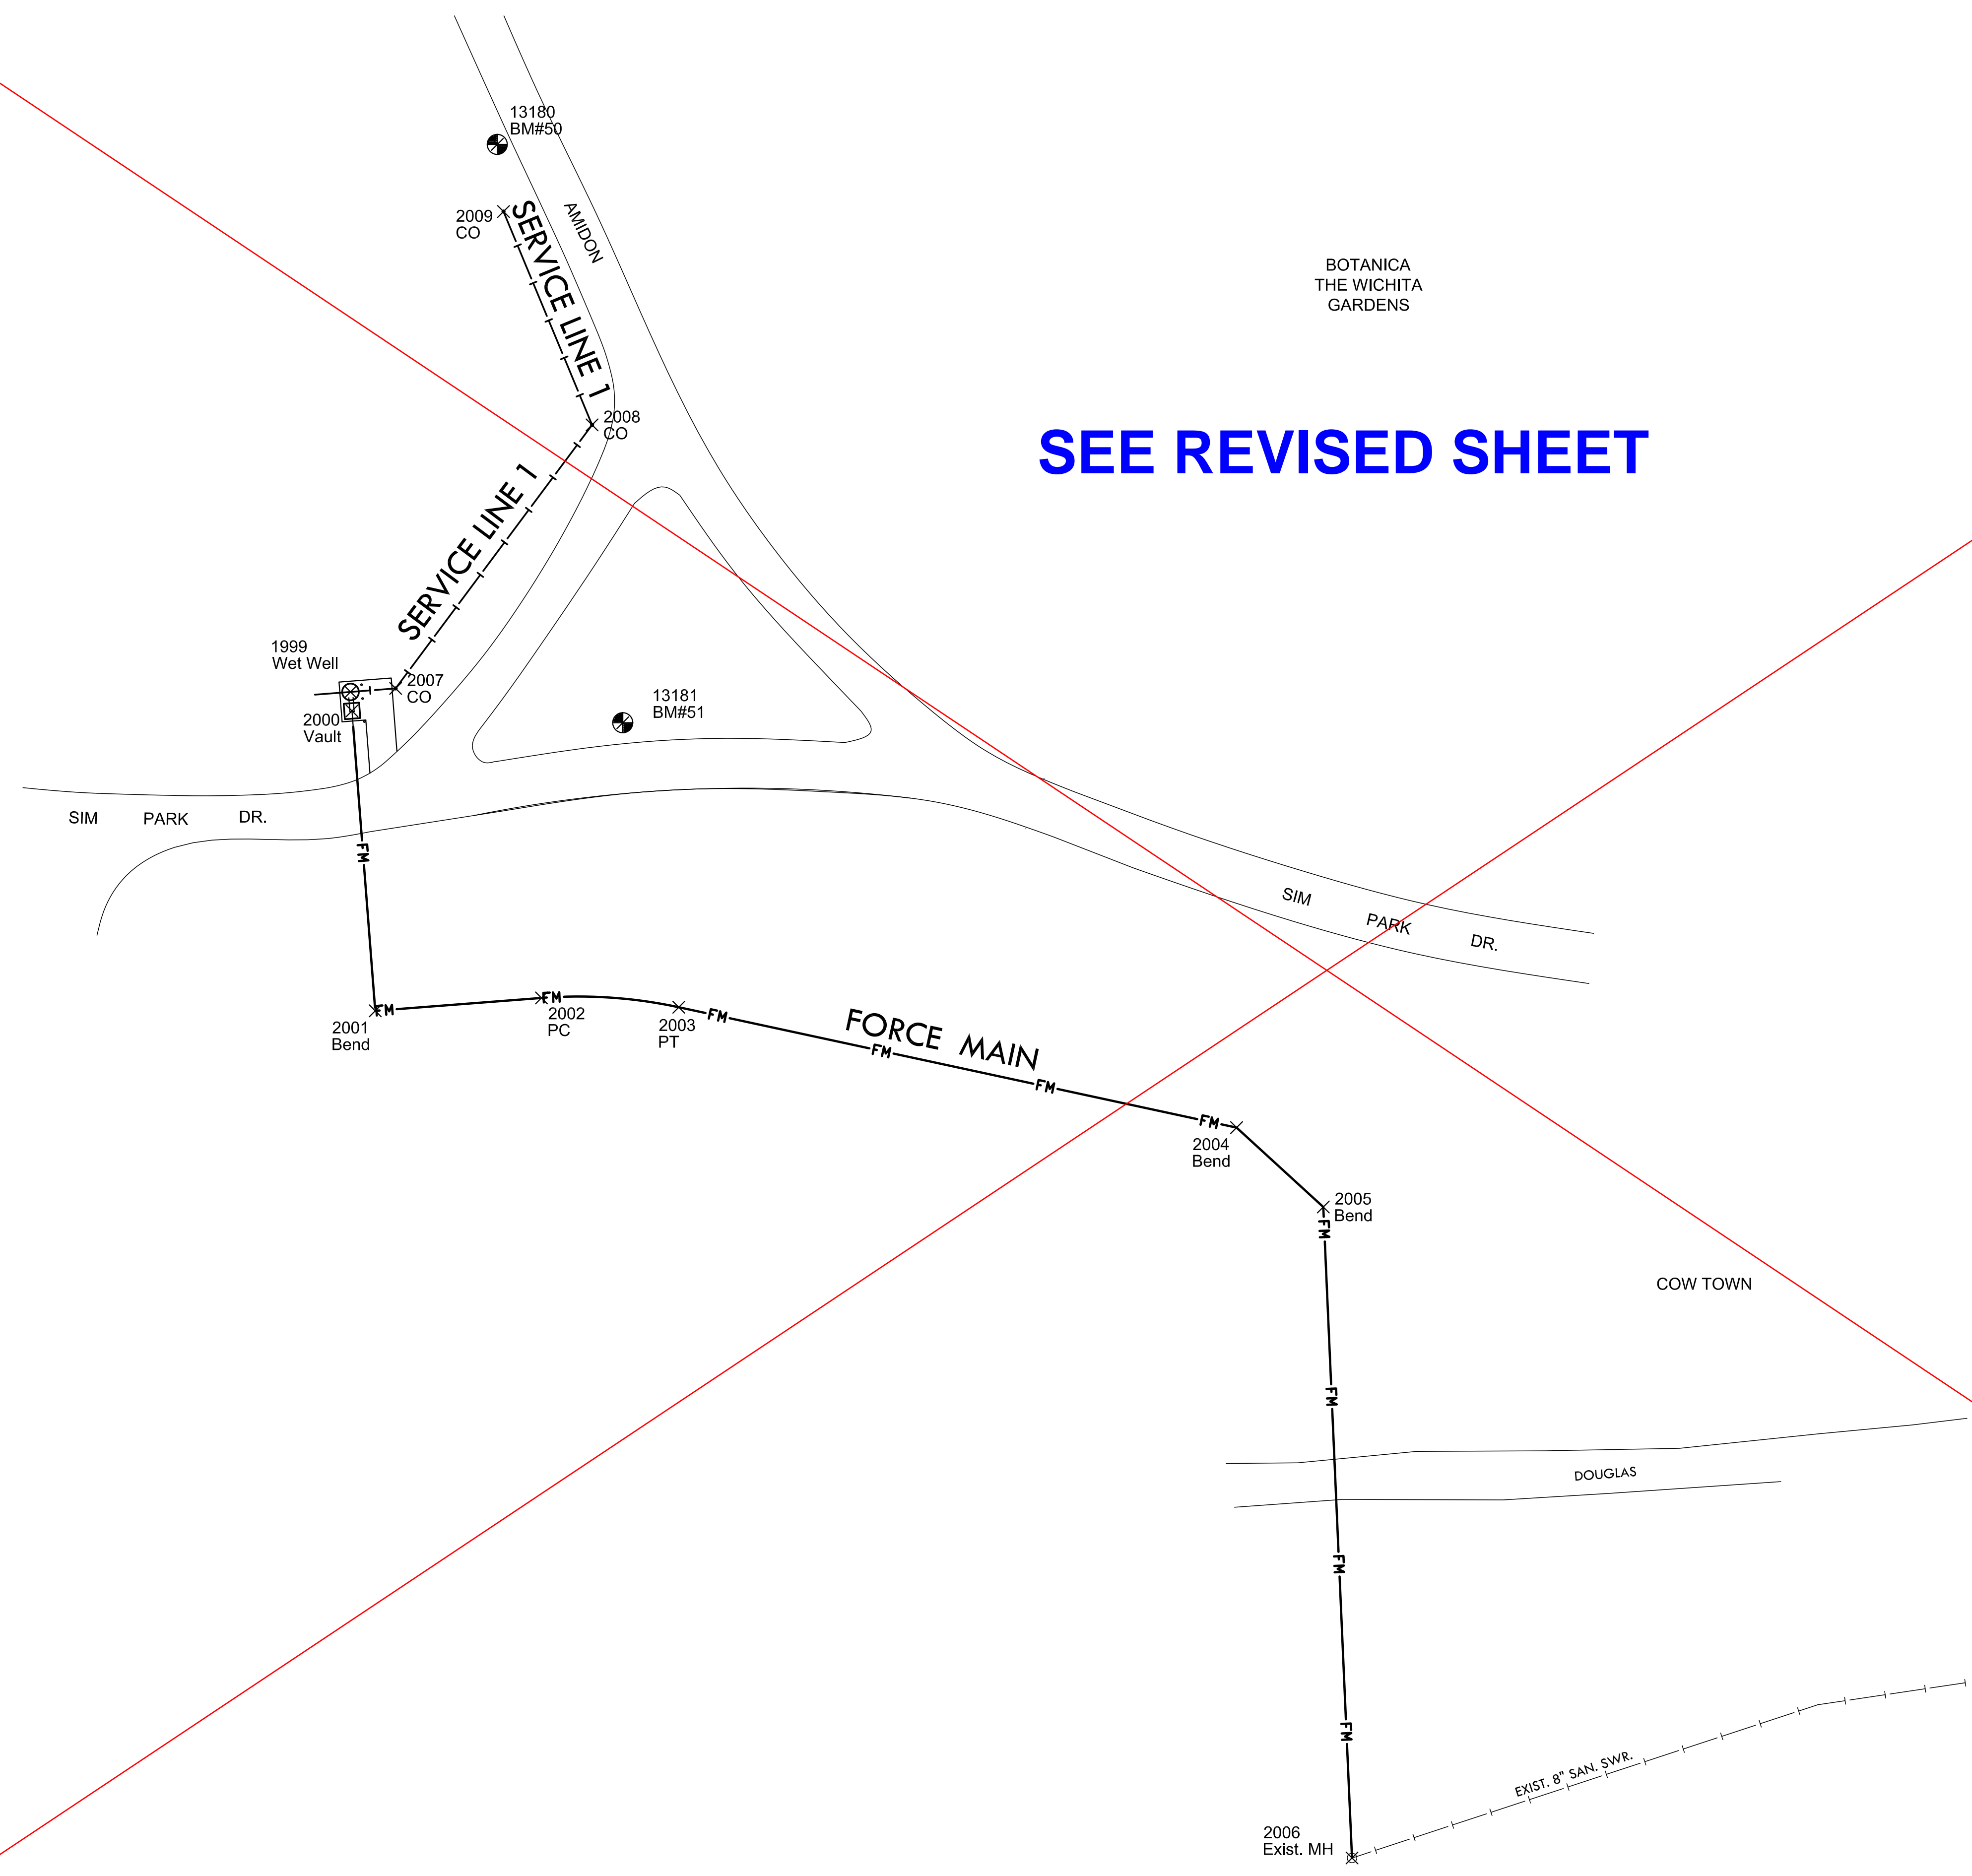 13180
BM#50
2009
CO
SERVICE LINE 1
AMIDON
BOTANICA
THE WICHITA
GARDENS
2008
CO
SEE REVISED SHEET
SERVICE LINE 1
1999
Wet Well
2007
CO
2000
Vault
13181
BM#51
SIM PARK DR.
FM
SIM PARK DR.
FM
2001
Bend
FM
2002
PC
2003
PT
FM
FORCE MAIN
FM
FM
FM
2004
Bend
2005
Bend
FM
COW TOWN
FM
DOUGLAS
FM
FM
EXIST. 8" SAN. SWR.
2006
Exist. MH